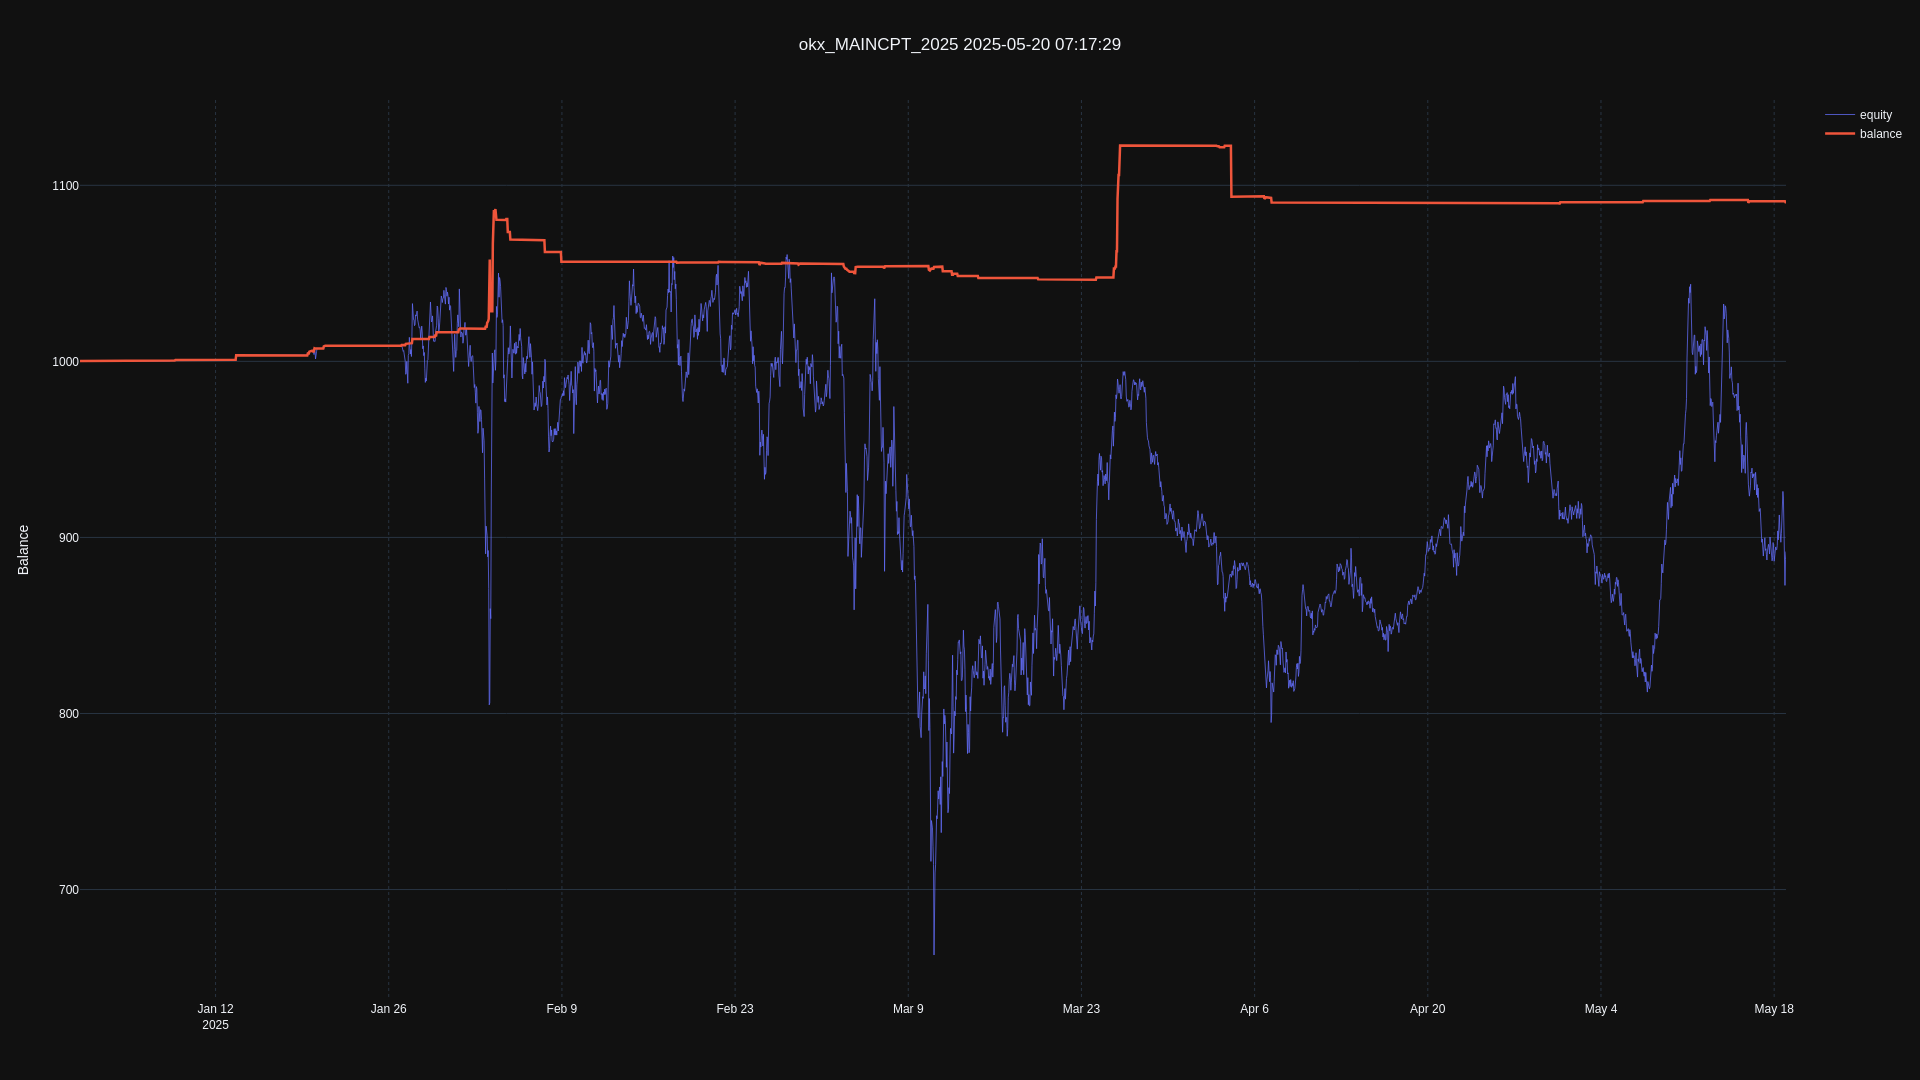 okx_MAINCPT_2025 2025-05-20 07:17:29
equity
balance
1100
1000
900
800
700
Balance
Jan 12
2025
Jan 26
Feb 9
Feb 23
Mar 9
Mar 23
Apr 6
Apr 20
May 4
May 18